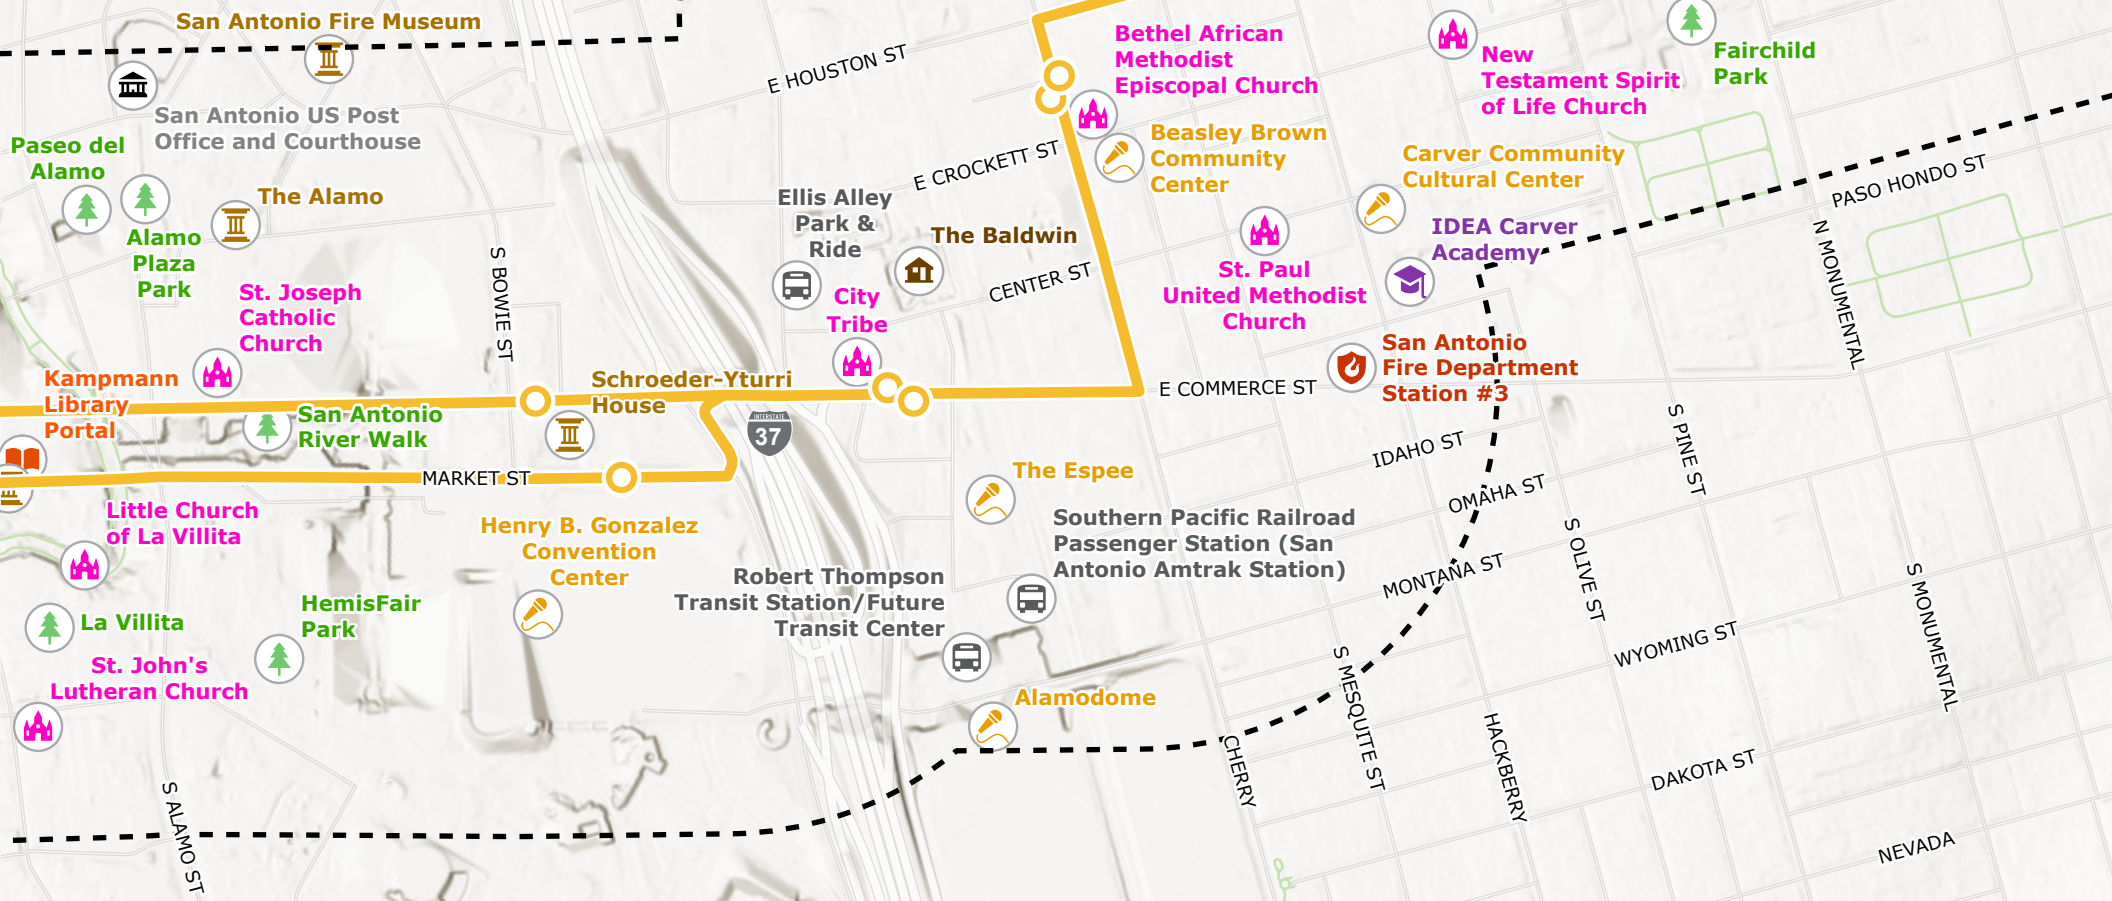 San Antonio Fire Museum
San Antonio US Post
Office and Courthouse
Paseo del
Alamo
The Alamo
Alamo
Plaza
Park
St. Joseph
Catholic
Church
Kampmann
Library
Portal
San Antonio
River Walk
S BOWIE ST
Schroeder-Yturri
House
MARKET ST
INTERSTATE
37
Little Church
of La Villita
La Villita
HemisFair
Park
St. John's
Lutheran Church
S ALAMO ST
Henry B. Gonzalez
Convention
Center
E HOUSTON ST
E CROCKETT ST
Ellis Alley
Park &
Ride
The Baldwin
City
Tribe
CENTER ST
Bethel African
Methodist
Episcopal Church
Beasley Brown
Community
Center
New
Testament Spirit
of Life Church
Fairchild
Park
Carver Community
Cultural Center
IDEA Carver
Academy
St. Paul
United Methodist
Church
PASO HONDO ST
N MONUMENTAL
San Antonio
Fire Department
Station #3
E COMMERCE ST
IDAHO ST
OMAHA ST
MONTANA ST
S PINE ST
S OLIVE ST
The Espee
Southern Pacific Railroad
Passenger Station (San
Antonio Amtrak Station)
Robert Thompson
Transit Station/Future
Transit Center
Alamodome
CHERRY
S MESQUITE ST
HACKBERRY
WYOMING ST
S MONUMENTAL
DAKOTA ST
NEVADA